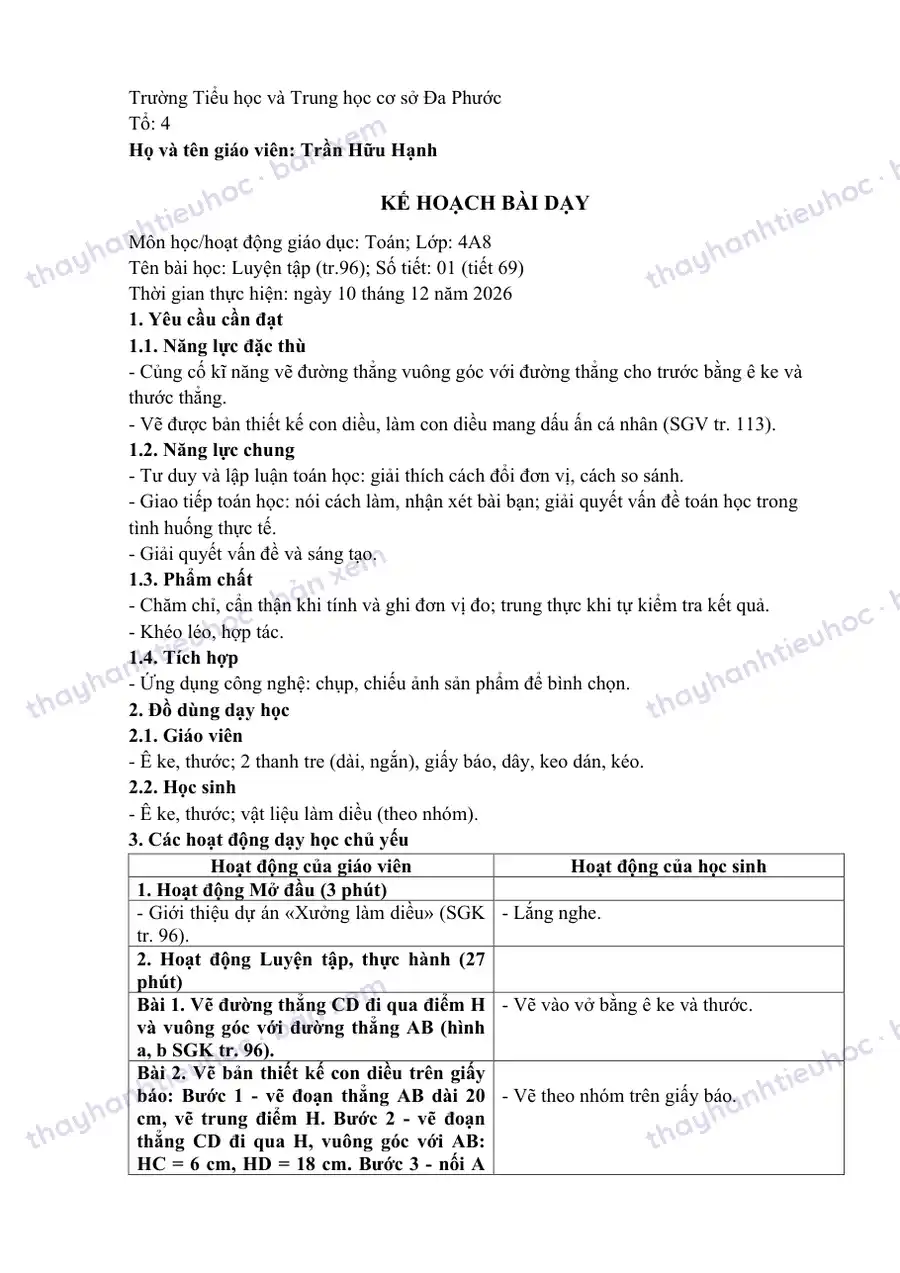 Trường Tiểu học và Trung học cơ sở Đa Phước
Tổ: 4
Họ và tên giáo viên: Trần Hữu Hạnh
KẾ HOẠCH BÀI DẠY
Môn học/hoạt động giáo dục: Toán; Lớp: 4A8
Tên bài học: Luyện tập (tr.96); Số tiết: 01 (tiết 69)
Thời gian thực hiện: ngày 10 tháng 12 năm 2026
1. Yêu cầu cần đạt
1.1. Năng lực đặc thù
- Củng cố kĩ năng vẽ đường thẳng vuông góc với đường thẳng cho trước bằng ê ke và
thước thẳng.
- Vẽ được bản thiết kế con diều, làm con diều mang dấu ấn cá nhân (SGV tr. 113).
1.2. Năng lực chung
- Tư duy và lập luận toán học: giải thích cách đổi đơn vị, cách so sánh.
- Giao tiếp toán học: nói cách làm, nhận xét bài bạn; giải quyết vấn đề toán học trong
tình huống thực tế.
- Giải quyết vấn đề và sáng tạo.
1.3. Phẩm chất
- Chăm chỉ, cẩn thận khi tính và ghi đơn vị đo; trung thực khi tự kiểm tra kết quả.
- Khéo léo, hợp tác.
1.4. Tích hợp
- Ứng dụng công nghệ: chụp, chiếu ảnh sản phẩm để bình chọn.
2. Đồ dùng dạy học
2.1. Giáo viên
- Ê ke, thước; 2 thanh tre (dài, ngắn), giấy báo, dây, keo dán, kéo.
2.2. Học sinh
- Ê ke, thước; vật liệu làm diều (theo nhóm).
3. Các hoạt động dạy học chủ yếu
Hoạt động của giáo viên
Hoạt động của học sinh
1. Hoạt động Mở đầu (3 phút)
- Giới thiệu dự án «Xưởng làm diều» (SGK
tr. 96).
- Lắng nghe.
2. Hoạt động Luyện tập, thực hành (27
phút)
Bài 1. Vẽ đường thẳng CD đi qua điểm H
và vuông góc với đường thẳng AB (hình
a, b SGK tr. 96).
- Vẽ vào vở bằng ê ke và thước.
Bài 2. Vẽ bản thiết kế con diều trên giấy
báo: Bước 1 - vẽ đoạn thẳng AB dài 20
cm, vẽ trung điểm H. Bước 2 - vẽ đoạn
thẳng CD đi qua H, vuông góc với AB:
HC = 6 cm, HD = 18 cm. Bước 3 - nối A
- Vẽ theo nhóm trên giấy báo.
thayhanhtieuhoc · bản xem
thayhanhtieuhoc · b
thayhanhtieuhoc · bản xem
thayhanhtieuhoc · b
thayhanhtieuhoc · bản xem
thayhanhtieuhoc · b